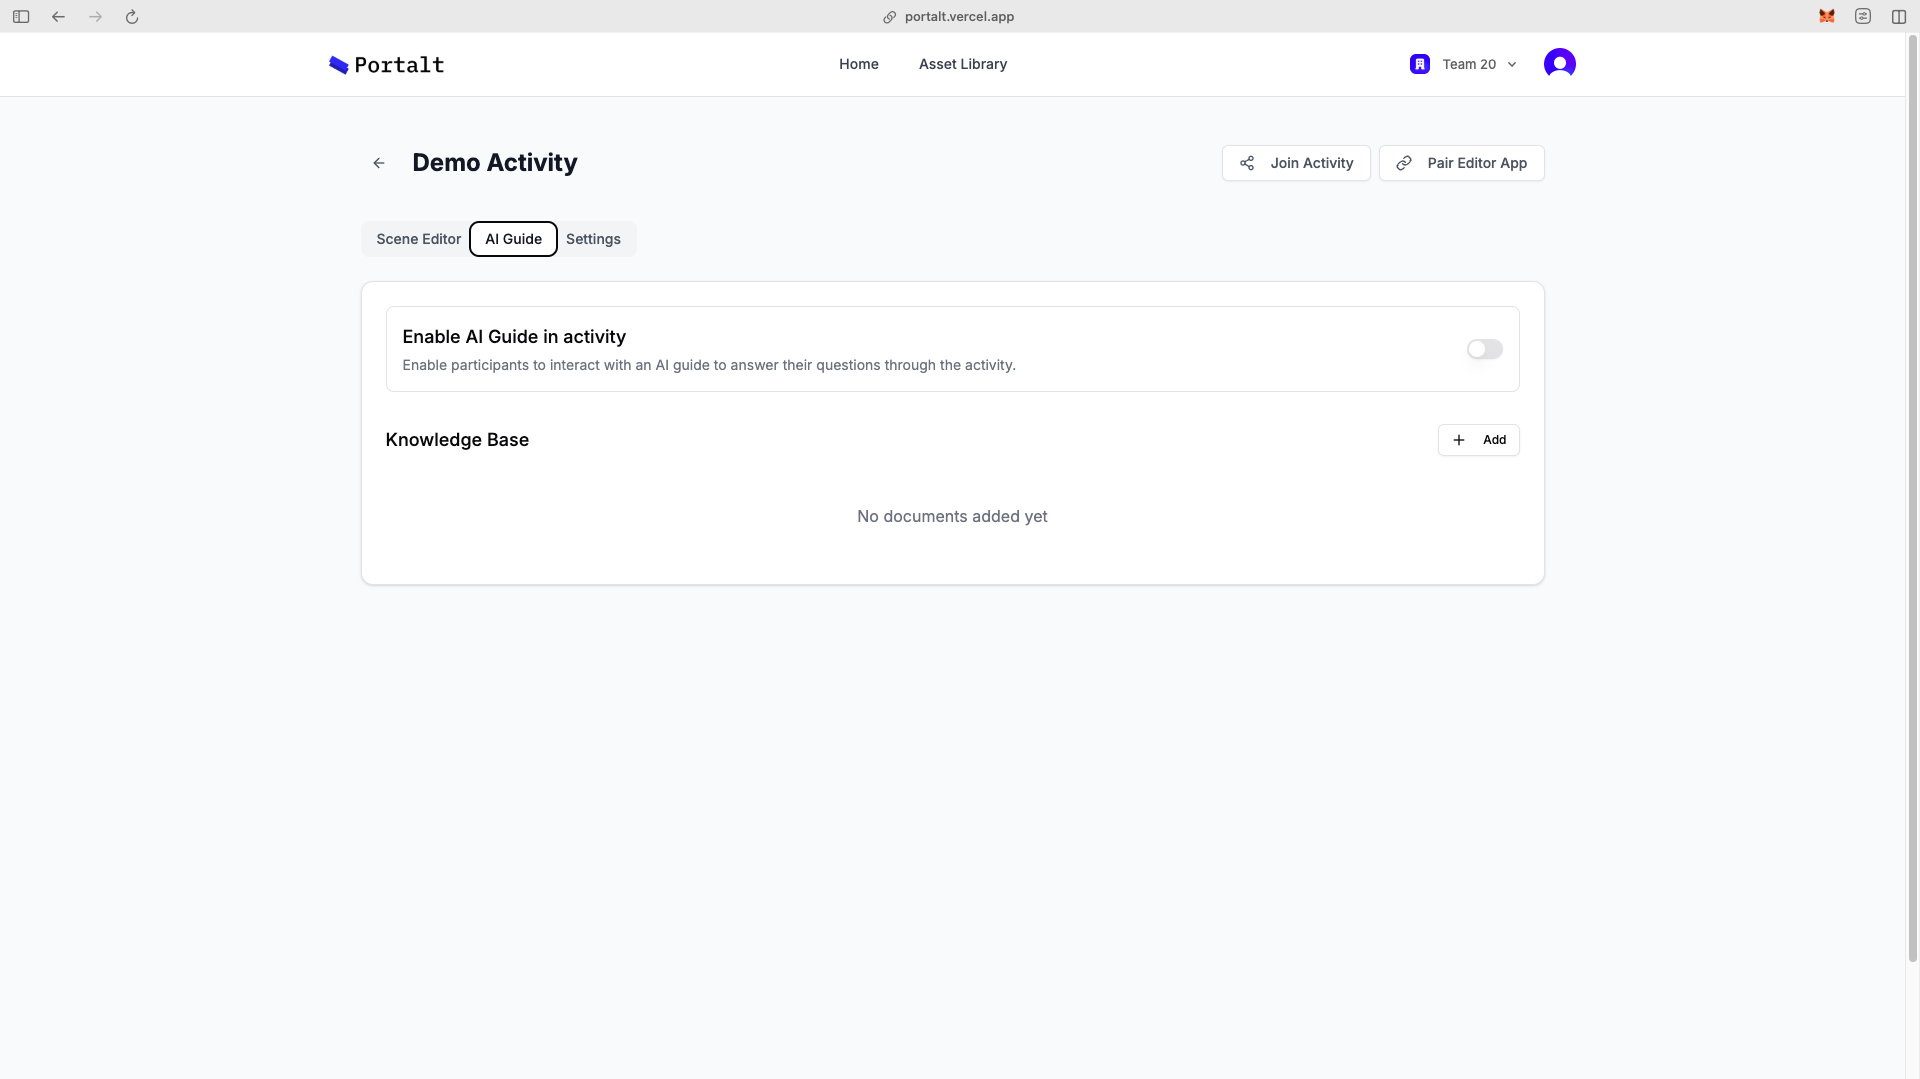 portalt.vercel.app
Portalt
Home
Asset Library
Team 20
Demo Activity
Join Activity
Pair Editor App
Scene Editor
AI Guide
Settings
Enable AI Guide in activity
Enable participants to interact with an AI guide to answer their questions through the activity.
Knowledge Base
Add
No documents added yet